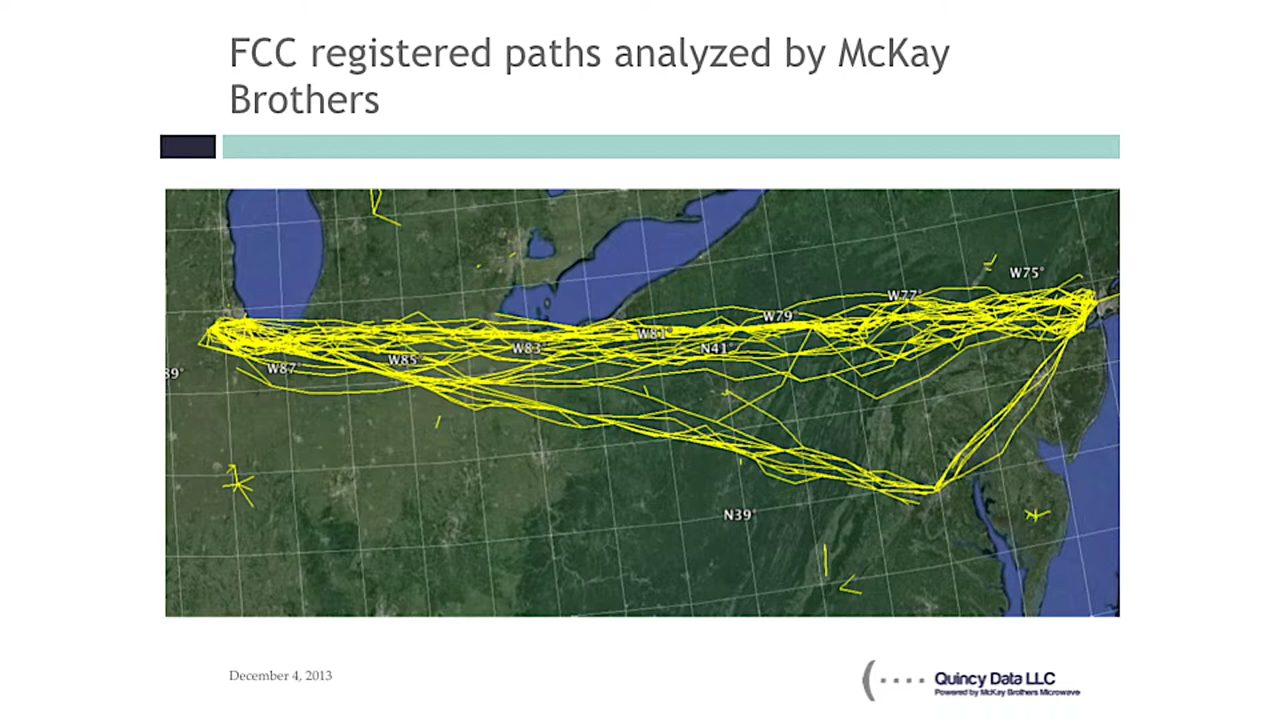 FCC registered paths analyzed by McKay
Brothers
W75°
W77°
W79°
W81°
N41°
W83°
W85°
W87°
39°
N39°
December 4, 2013
Quincy Data LLC
Powered by McKay Brothers Microwave